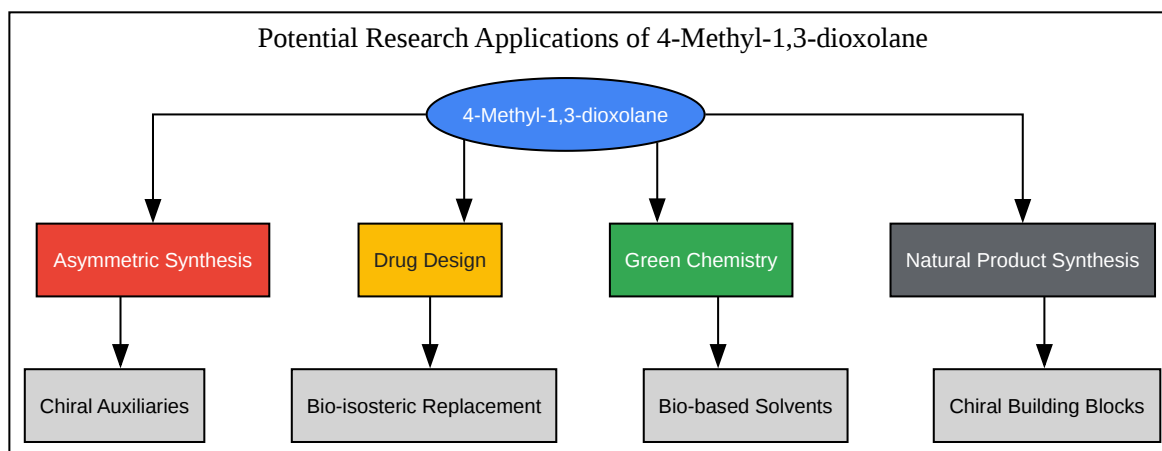 Potential Research Applications of 4-Methyl-1,3-dioxolane
4-Methyl-1,3-dioxolane
Asymmetric Synthesis
Drug Design
Green Chemistry
Natural Product Synthesis
Chiral Auxiliaries
Bio-isosteric Replacement
Bio-based Solvents
Chiral Building Blocks